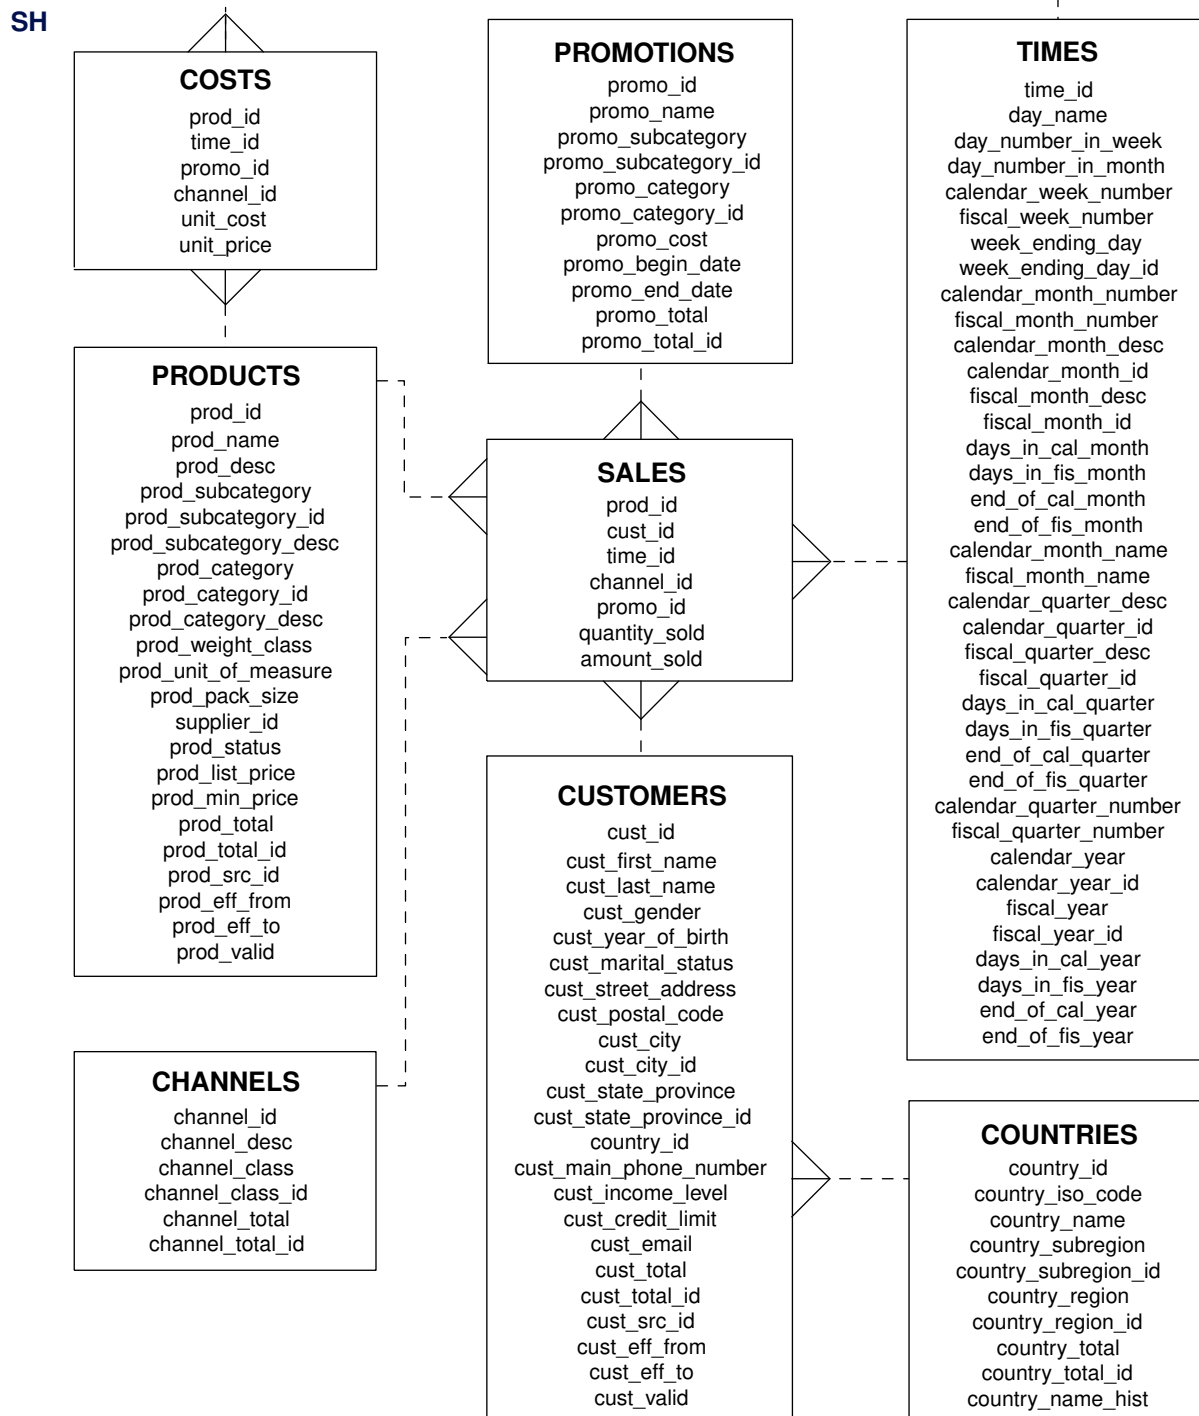 SH
COSTS
prod_id
time_id
promo_id
channel_id
unit_cost
unit_price
PROMOTIONS
promo_id
promo_name
promo_subcategory
promo_subcategory_id
promo_category
promo_category_id
promo_cost
promo_begin_date
promo_end_date
promo_total
promo_total_id
TIMES
time_id
day_name
day_number_in_week
day_number_in_month
calendar_week_number
fiscal_week_number
week_ending_day
week_ending_day_id
calendar_month_number
fiscal_month_number
calendar_month_desc
calendar_month_id
fiscal_month_desc
fiscal_month_id
days_in_cal_month
days_in_fis_month
end_of_cal_month
end_of_fis_month
calendar_month_name
fiscal_month_name
calendar_quarter_desc
calendar_quarter_id
fiscal_quarter_desc
fiscal_quarter_id
days_in_cal_quarter
days_in_fis_quarter
end_of_cal_quarter
end_of_fis_quarter
calendar_quarter_number
fiscal_quarter_number
calendar_year
calendar_year_id
fiscal_year
fiscal_year_id
days_in_cal_year
days_in_fis_year
end_of_cal_year
end_of_fis_year
PRODUCTS
prod_id
prod_name
prod_desc
prod_subcategory
prod_subcategory_id
prod_subcategory_desc
prod_category
prod_category_id
prod_category_desc
prod_weight_class
prod_unit_of_measure
prod_pack_size
supplier_id
prod_status
prod_list_price
prod_min_price
prod_total
prod_total_id
prod_src_id
prod_eff_from
prod_eff_to
prod_valid
SALES
prod_id
cust_id
time_id
channel_id
promo_id
quantity_sold
amount_sold
CUSTOMERS
cust_id
cust_first_name
cust_last_name
cust_gender
cust_year_of_birth
cust_marital_status
cust_street_address
cust_postal_code
cust_city
cust_city_id
cust_state_province
cust_state_province_id
country_id
cust_main_phone_number
cust_income_level
cust_credit_limit
cust_email
cust_total
cust_total_id
cust_src_id
cust_eff_from
cust_eff_to
cust_valid
CHANNELS
channel_id
channel_desc
channel_class
channel_class_id
channel_total
channel_total_id
COUNTRIES
country_id
country_iso_code
country_name
country_subregion
country_subregion_id
country_region
country_region_id
country_total
country_total_id
country_name_hist